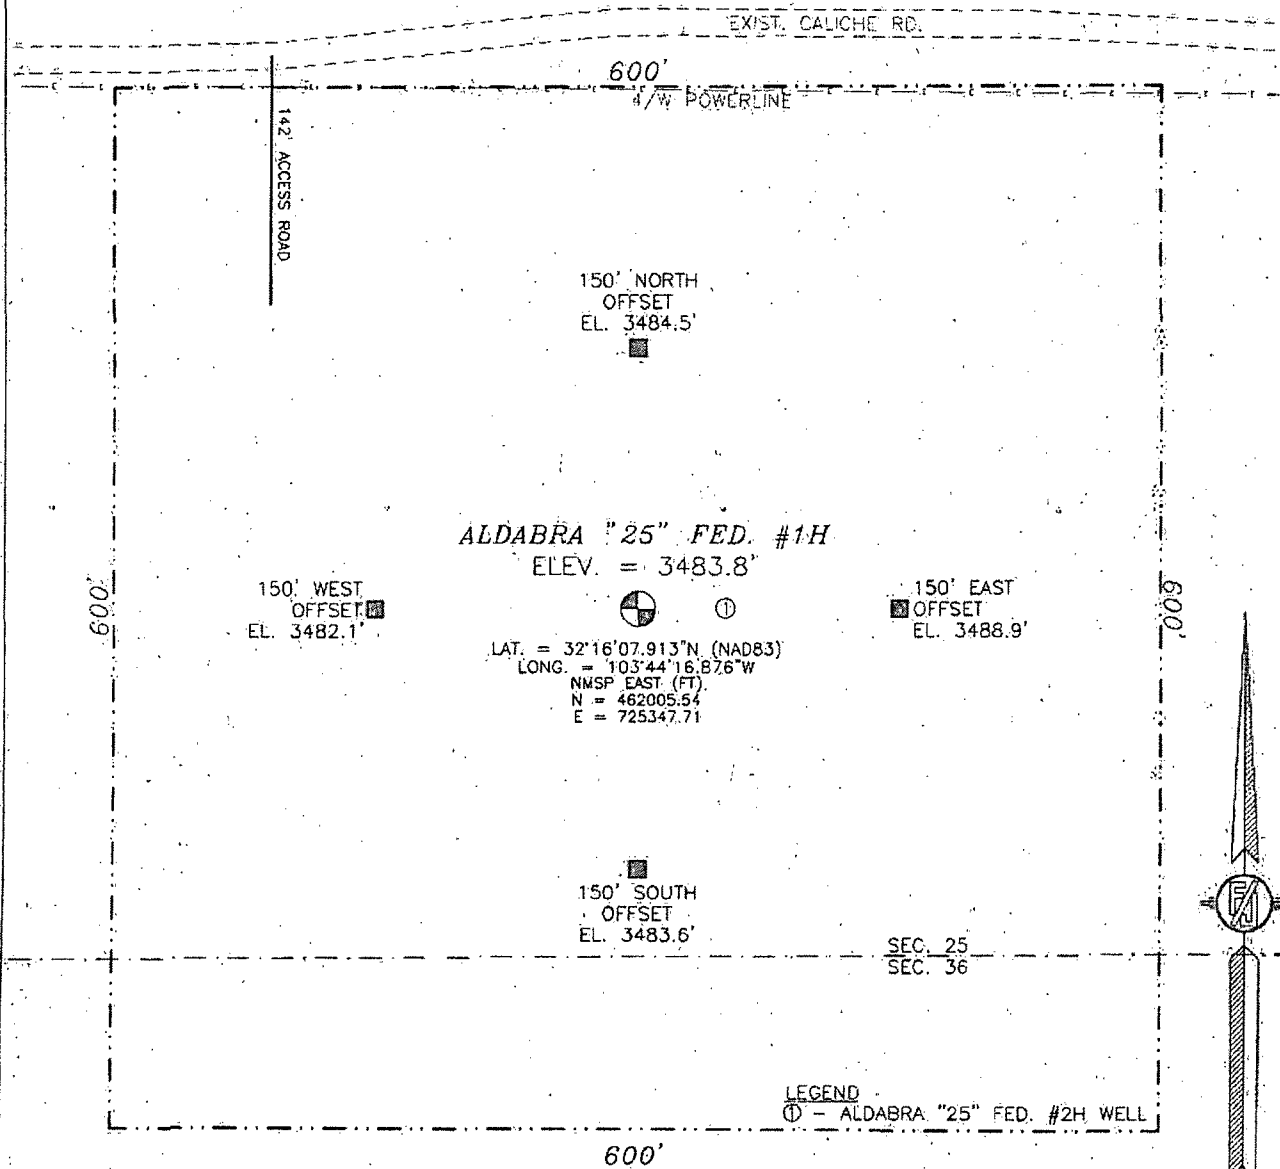 EXIST. CALICHE RD.
600'
4/W POWERLINE
142' ACCESS ROAD
150' NORTH
OFFSET
EL. 3484.5'
ALDABRA "25" FED. #1H
ELEV. = 3483.8'
600'
150' WEST
OFFSET
EL. 3482.1'
①
150' EAST
OFFSET
EL. 3488.9'
600'
LAT. = 32°16'07.913"N (NAD83)
LONG. = 103°44'16.876"W
NMSP EAST (FT)
N = 462005.54
E = 725347.71
150' SOUTH
OFFSET
EL. 3483.6'
SEC. 25
SEC. 36
LEGEND
① - ALDABRA "25" FED. #2H WELL
600'